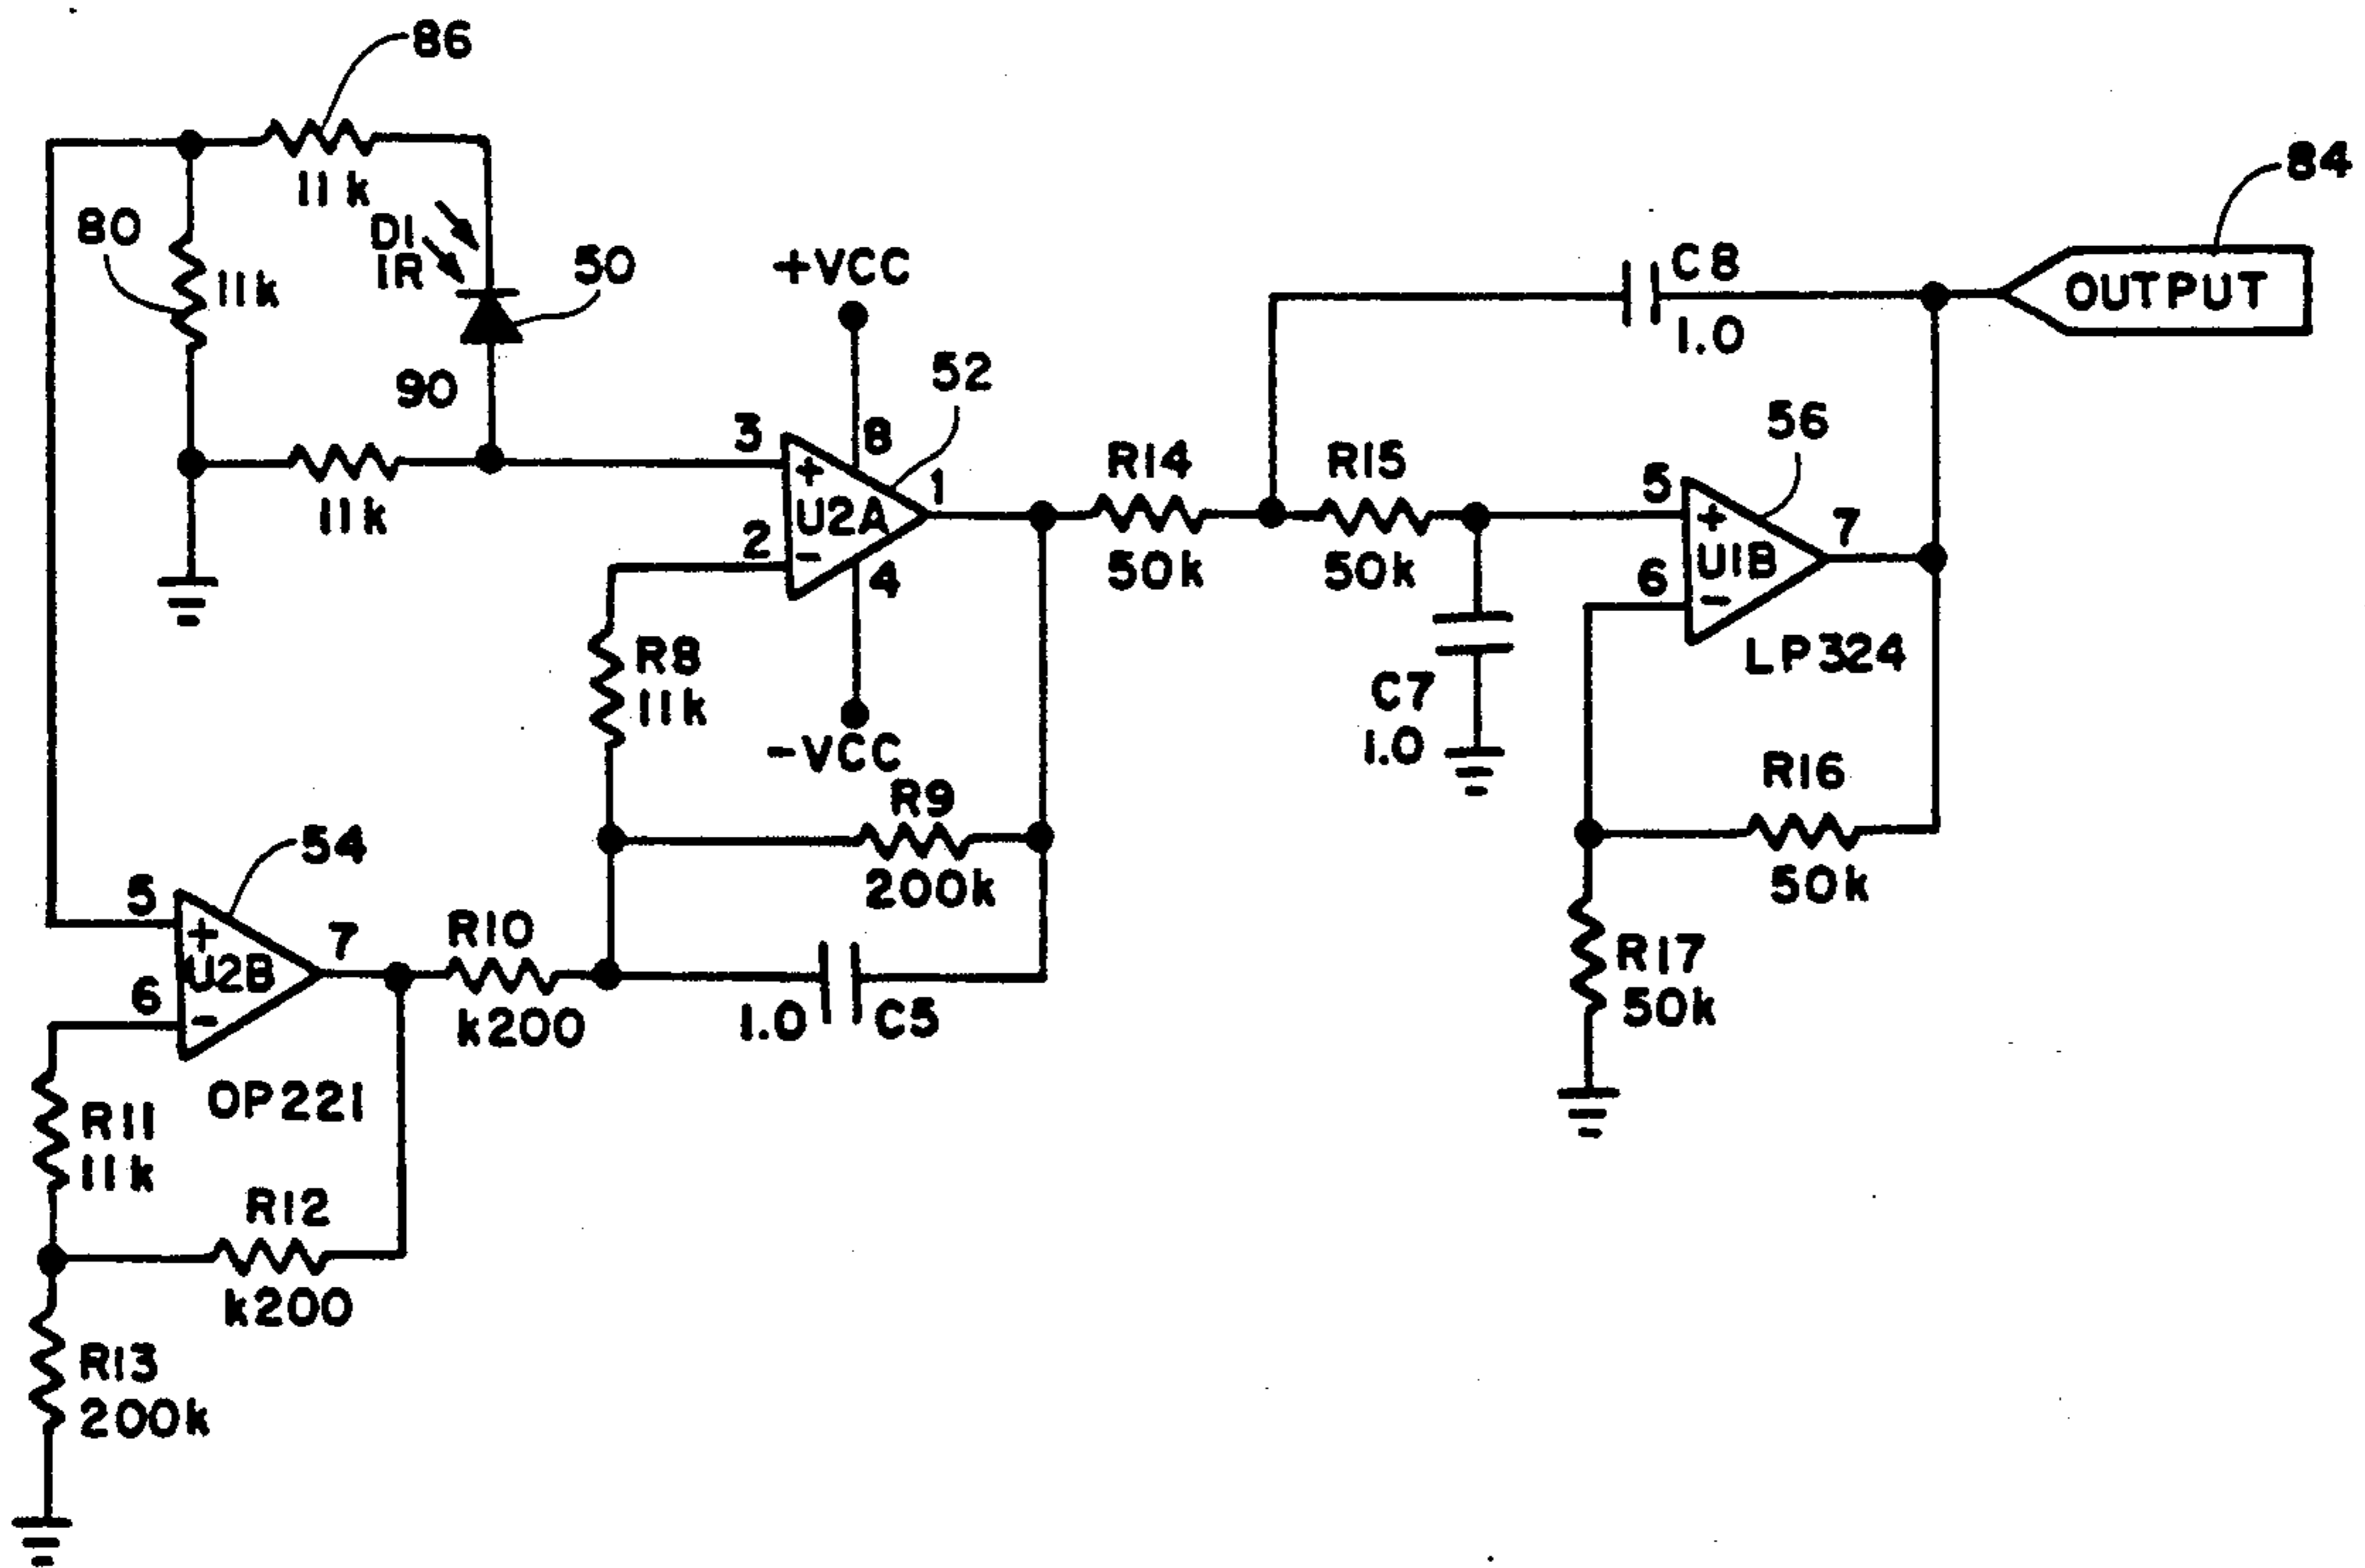 86
11k
80
11k
D1
IR
50
90
11k
+VCC
52
3
8
+
U2A
1
2
-
4
-VCC
R8
11k
R9
200k
54
5
+
U2B
7
6
-
OP221
R10
k200
1.0
C5
R11
11k
R12
k200
R13
200k
R14
50k
R15
50k
C8
1.0
84
OUTPUT
56
5
+
U1B
7
6
-
LP324
C7
1.0
R16
50k
R17
50k